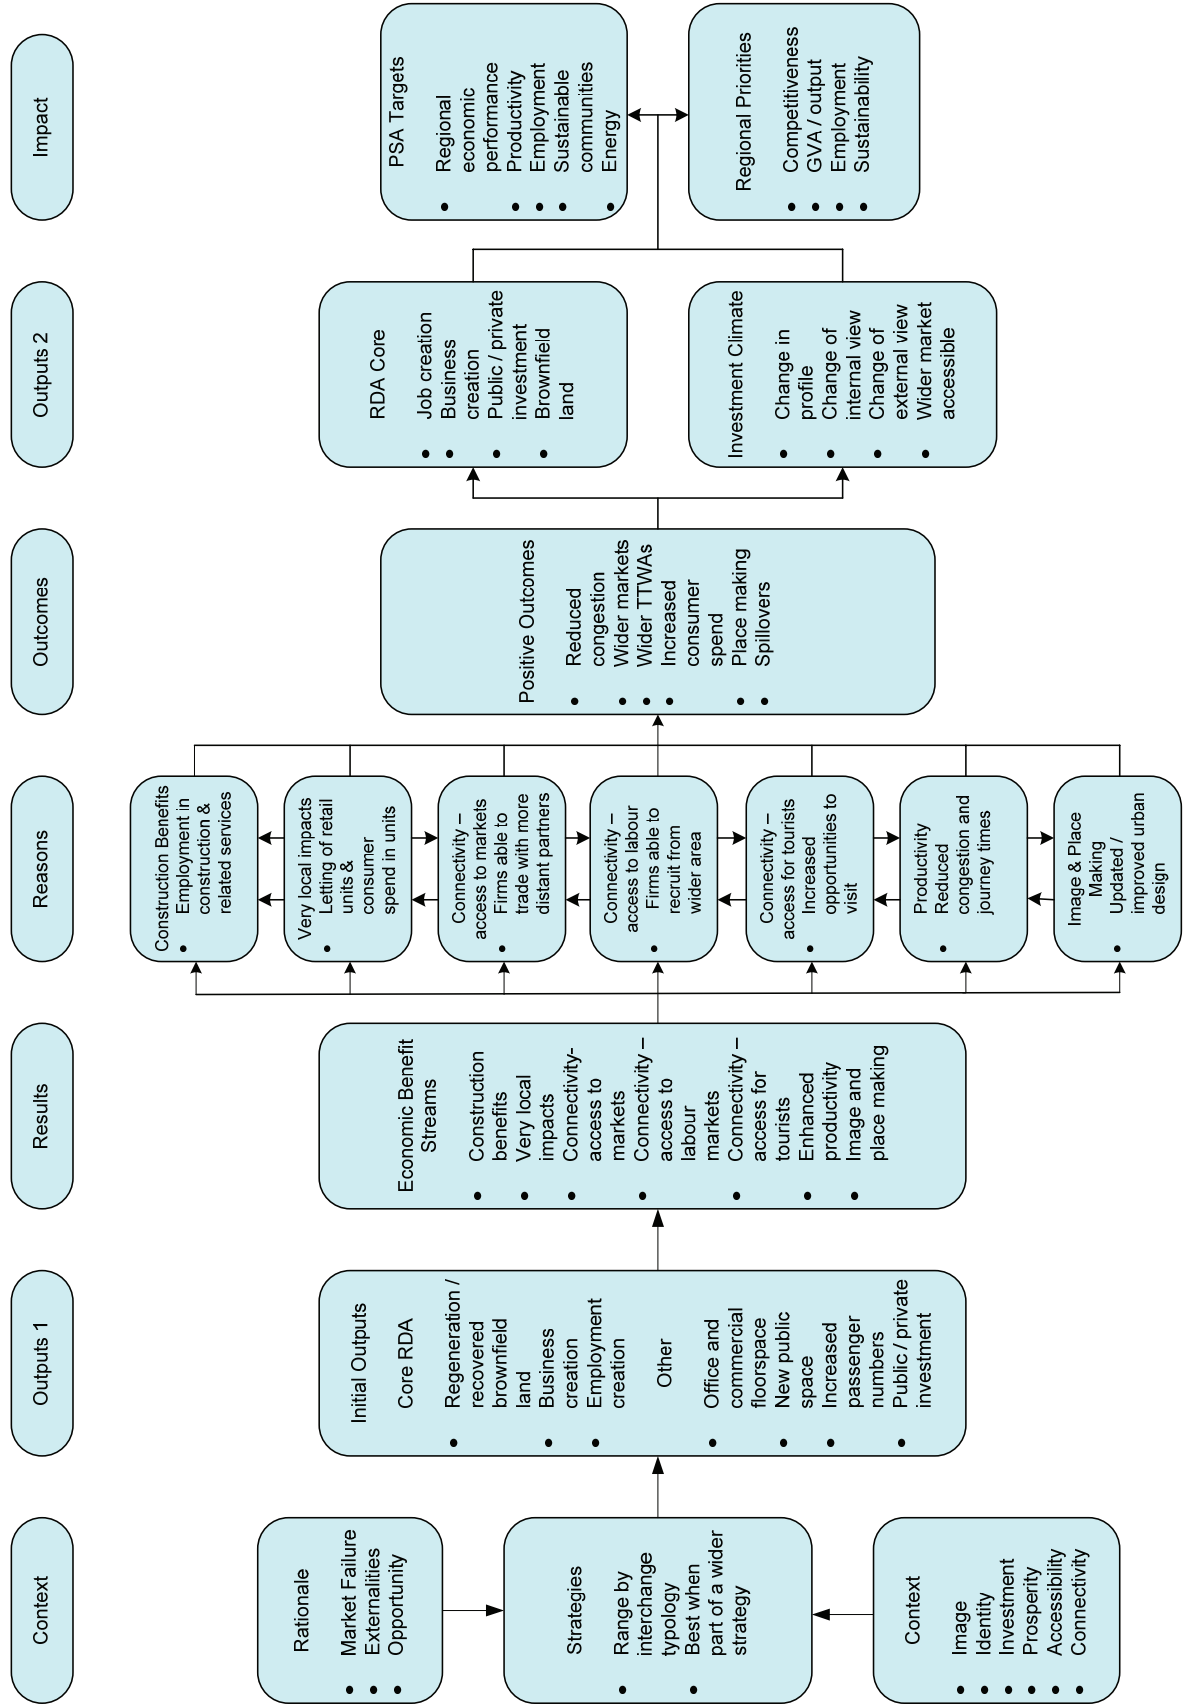 Context
Outputs 1
Results
Reasons
Outcomes
Outputs 2
Impact
Rationale
• Market Failure
• Externalities
• Opportunity
Strategies
• Range by
interchange
typology
• Best when
part of a wider
strategy
Context
• Image
• Identity
• Investment
• Prosperity
• Accessibility
• Connectivity
Initial Outputs
Core RDA
• Regeneration /
recovered
brownfield
land
• Business
creation
• Employment
creation
Other
• Office and
commercial
floorspace
• New public
space
• Increased
passenger
numbers
• Public / private
investment
Economic Benefit
Streams
• Construction
benefits
• Very local
impacts
• Connectivity-
access to
markets
• Connectivity –
access to
labour
markets
• Connectivity –
access for
tourists
• Enhanced
productivity
• Image and
place making
Construction Benefits
• Employment in
construction &
related services
Very local impacts
• Letting of retail
units &
consumer
spend in units
Connectivity –
access to markets
• Firms able to
trade with more
distant partners
Connectivity –
access to labour
• Firms able to
recruit from
wider area
Connectivity –
access for tourists
• Increased
opportunities to
visit
Productivity
• Reduced
congestion and
journey times
Image & Place
Making
• Updated /
improved urban
design
Positive Outcomes
• Reduced
congestion
• Wider markets
• Wider TTWAs
• Increased
consumer
spend
• Place making
• Spillovers
RDA Core
• Job creation
• Business
creation
• Public / private
investment
• Brownfield
land
Investment Climate
• Change in
profile
• Change of
internal view
• Change of
external view
• Wider market
accessible
PSA Targets
• Regional
economic
performance
• Productivity
• Employment
• Sustainable
communities
• Energy
Regional Priorities
• Competitiveness
• GVA / output
• Employment
• Sustainability